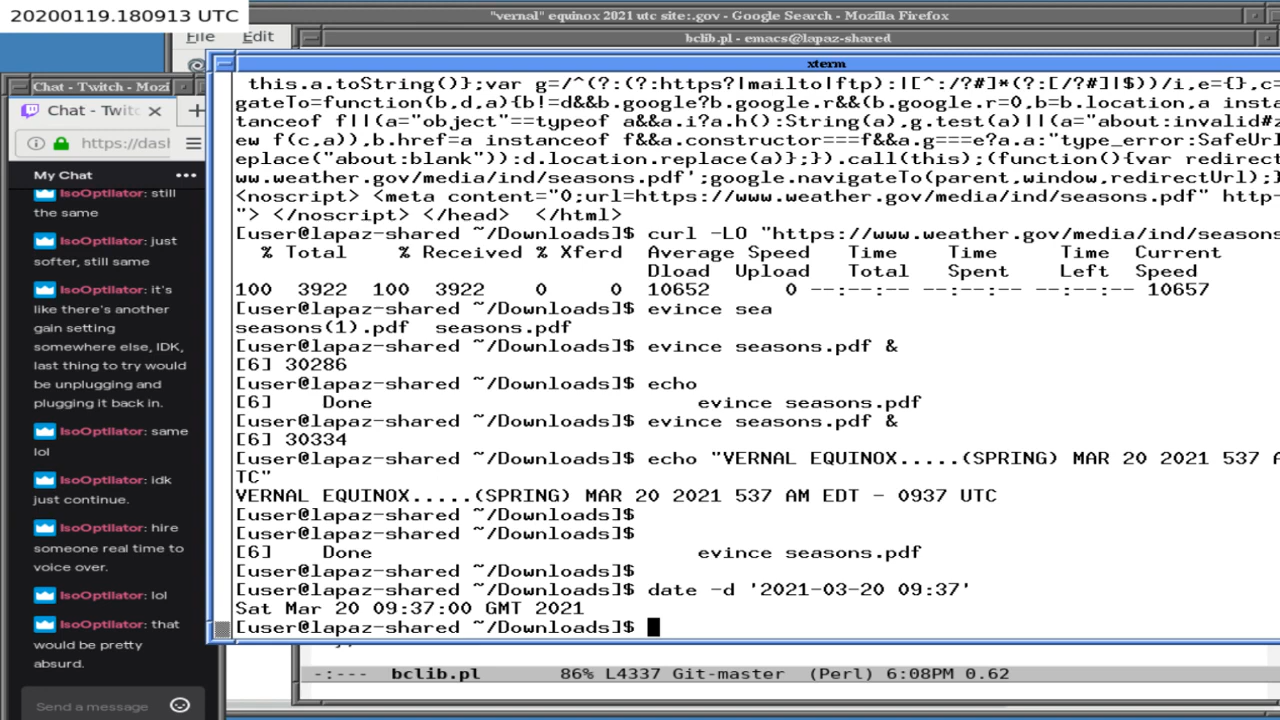 20200119.180913 UTC
"vernal" equinox 2021 utc site:.gov - Google Search - Mozilla Firefox
File Edit
bclib.pl - emacs@lapaz-shared
xterm
Chat - Twitch - Mozi
Chat - Twitc
https://dash
My Chat
IsoOptilator: still
the same
IsoOptilator: just
softer, still same
IsoOptilator: it's
like there's another
gain setting
somewhere else, IDK,
last thing to try would
be unplugging and
plugging it back in.
IsoOptilator: same
lol
IsoOptilator: idk
just continue.
IsoOptilator: hire
someone real time to
voice over.
IsoOptilator: lol
IsoOptilator: that
would be pretty
absurd.
Send a message
this.a.toString()};var g=/^(?:(?:https?|mailto|ftp):|[^:/?#]*(?:[/?#]|$))/i,e={},c=
gateTo=function(b,d,a){b!=d&&b.google?b.google.r&&(b.google.r=0,b=b.location,a insta
tanceof f||(a="object"==typeof a&&a.i?a.h():String(a),g.test(a)||(a="about:invalid#z
ew f(c,a)),b.href=a instanceof f&&a.constructor===f&&a.g===e?a.a:"type_error:SafeUrl
eplace("about:blank")):d.location.replace(a)};}).call(this);(function(){var redirect
ww.weather.gov/media/ind/seasons.pdf';google.navigateTo(parent,window,redirectUrl);}
<noscript> <meta content="0;url=https://www.weather.gov/media/ind/seasons.pdf" http-
"> </noscript> </head>  </html>
[user@lapaz-shared ~/Downloads]$ curl -LO "https://www.weather.gov/media/ind/seasons
% Total % Received % Xferd Average Speed Time Time Time Current
Dload Upload Total Spent Left Speed
100 3922 100 3922 0 0 10652 0 --:--:-- --:--:-- --:--:-- 10657
[user@lapaz-shared ~/Downloads]$ evince sea
seasons(1).pdf seasons.pdf
[user@lapaz-shared ~/Downloads]$ evince seasons.pdf &
[6] 30286
[user@lapaz-shared ~/Downloads]$ echo
[6] Done evince seasons.pdf
[user@lapaz-shared ~/Downloads]$ evince seasons.pdf &
[6] 30334
[user@lapaz-shared ~/Downloads]$ echo "VERNAL EQUINOX.....(SPRING) MAR 20 2021 537 A
TC"
VERNAL EQUINOX.....(SPRING) MAR 20 2021 537 AM EDT - 0937 UTC
[user@lapaz-shared ~/Downloads]$
[user@lapaz-shared ~/Downloads]$
[6] Done evince seasons.pdf
[user@lapaz-shared ~/Downloads]$
[user@lapaz-shared ~/Downloads]$ date -d '2021-03-20 09:37'
Sat Mar 20 09:37:00 GMT 2021
[user@lapaz-shared ~/Downloads]$
-:--- bclib.pl 86% L4337 Git-master (Perl) 6:08PM 0.62